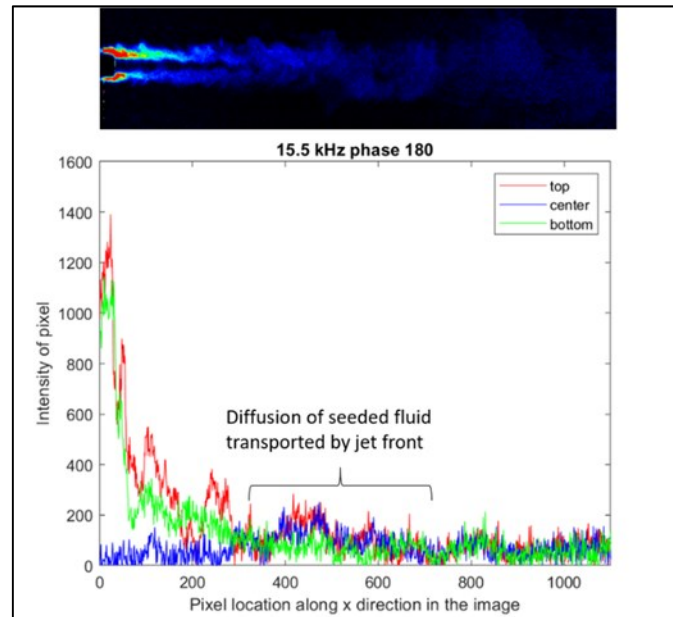 15.5 kHz phase 180
1600
1400
1200
1000
800
600
400
200
0
Intensity of pixel
top
center
bottom
Diffusion of seeded fluid
transported by jet front
0 200 400 600 800 1000
Pixel location along x direction in the image